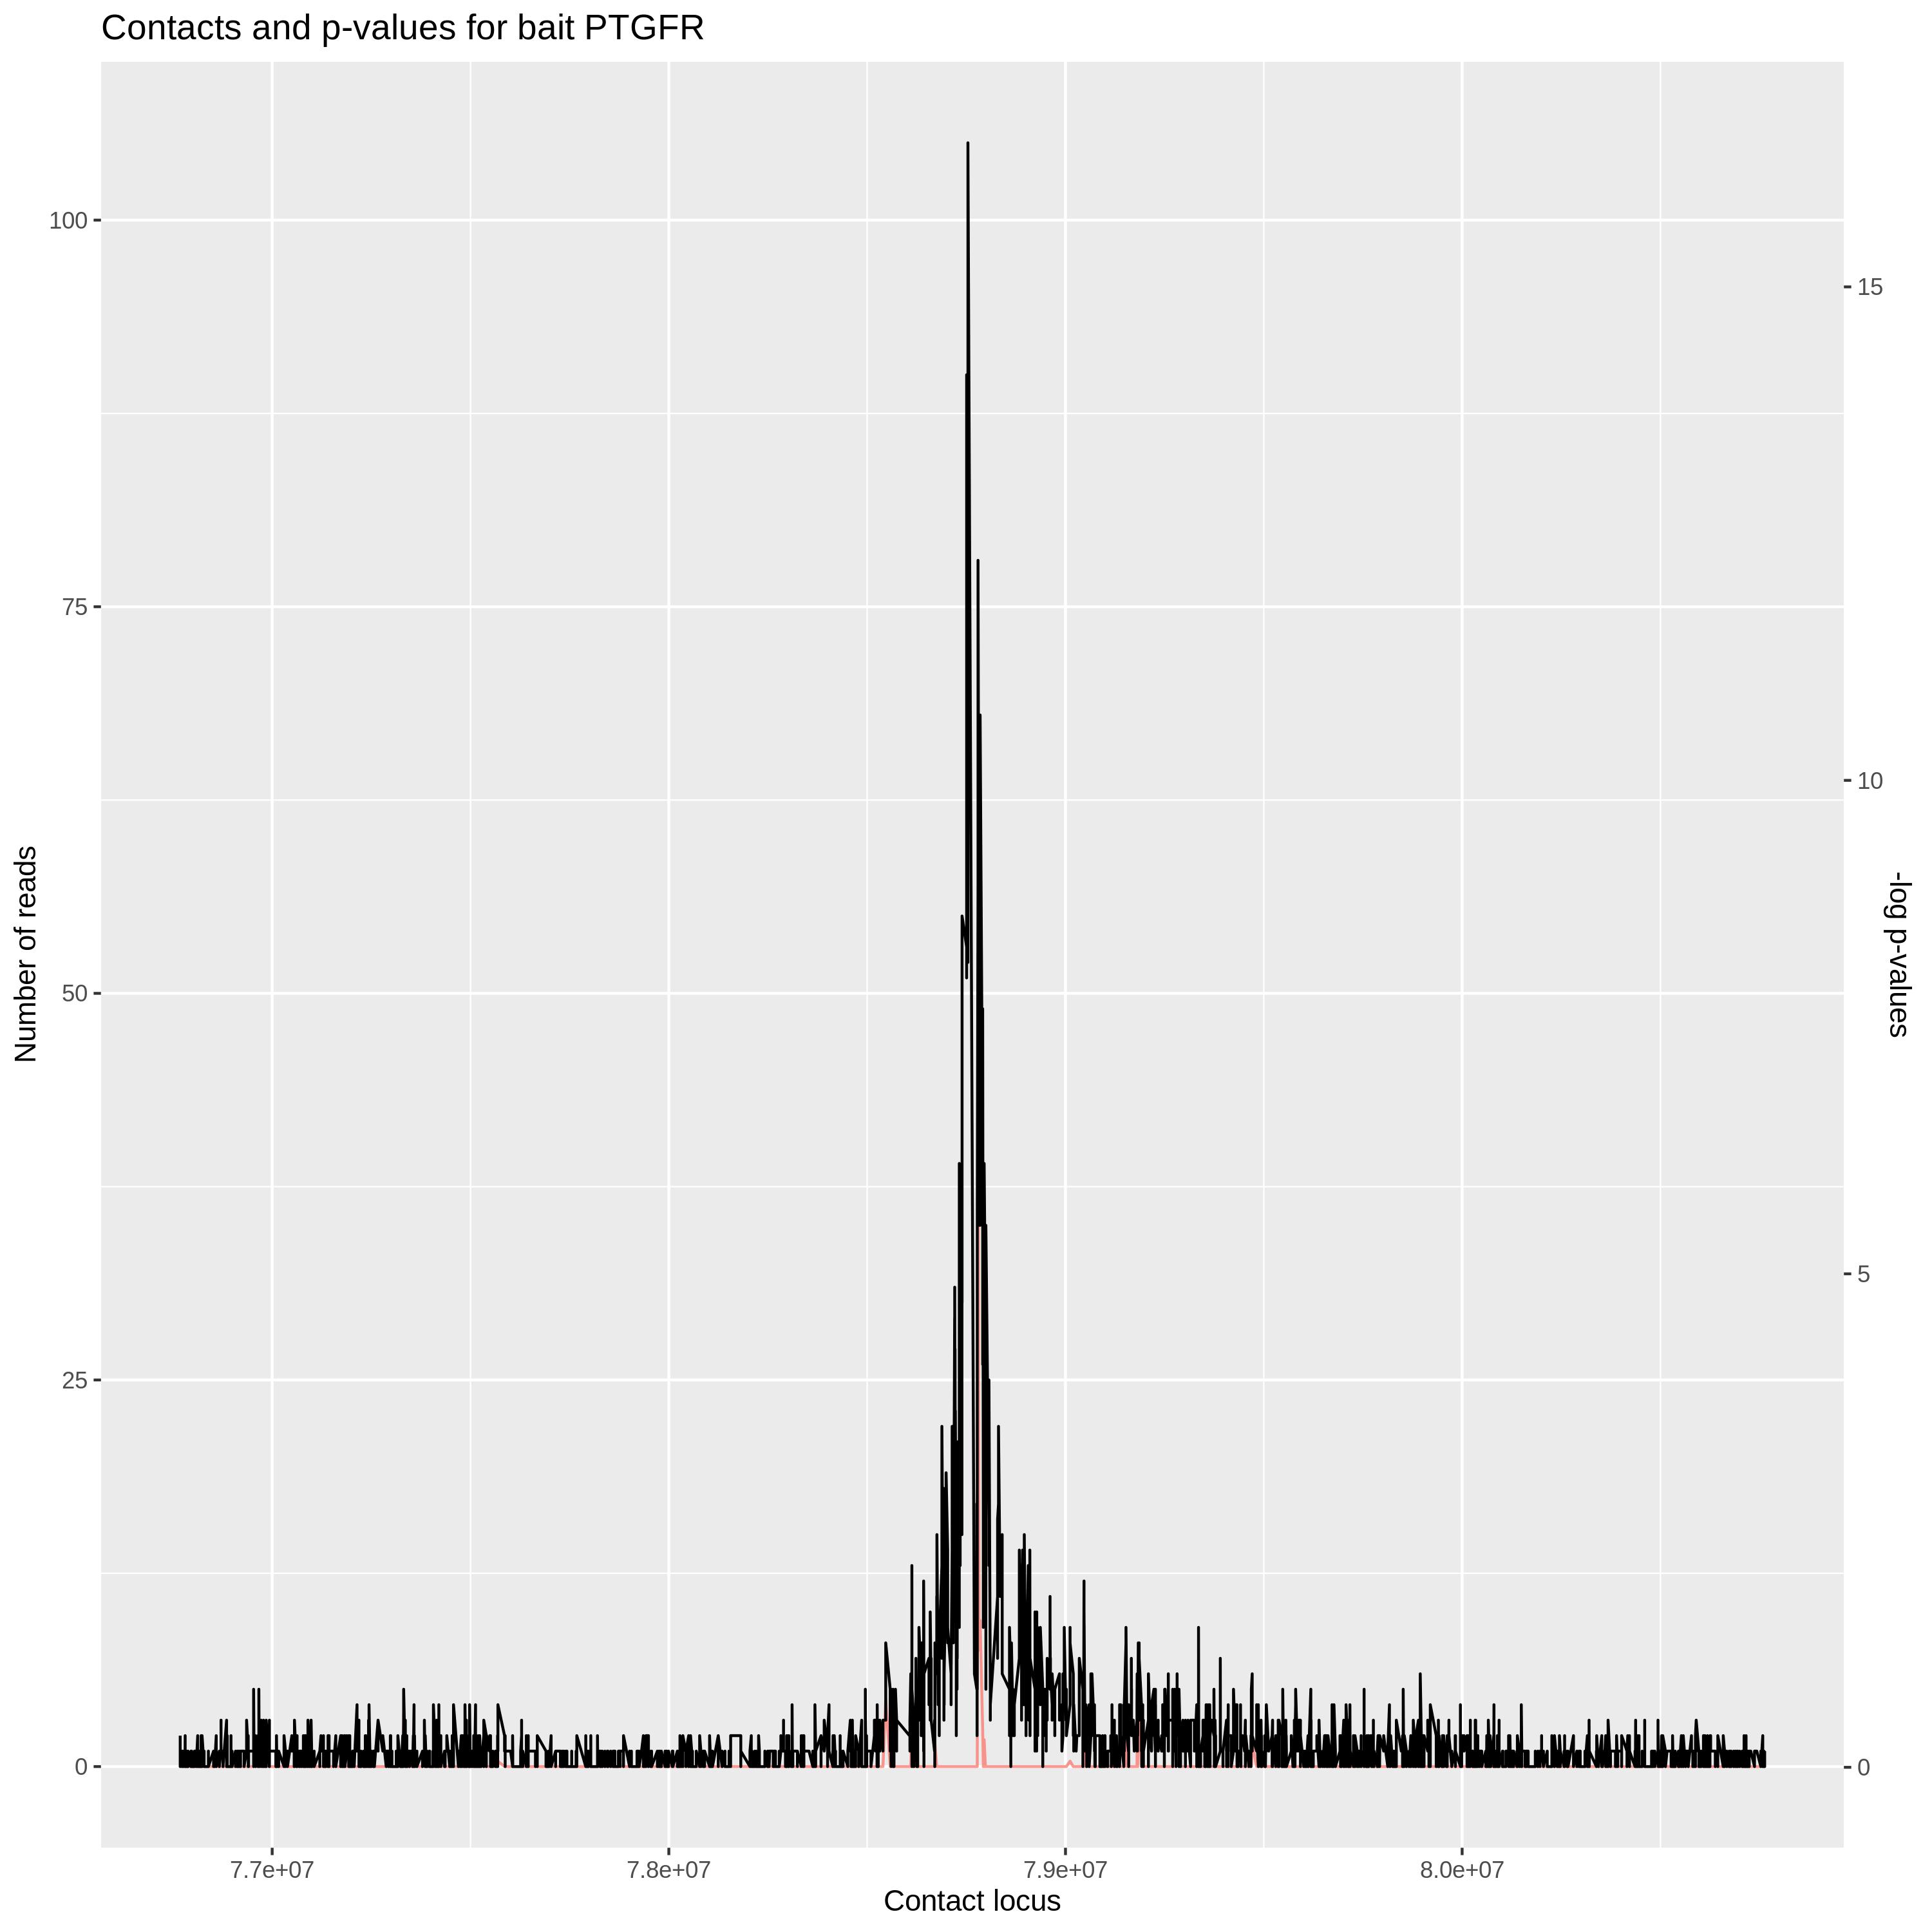 Contacts and p-values for bait PTGFR
100
75
50
25
0
Number of reads
15
10
5
0
-log p-values
7.7e+07
7.8e+07
7.9e+07
8.0e+07
Contact locus